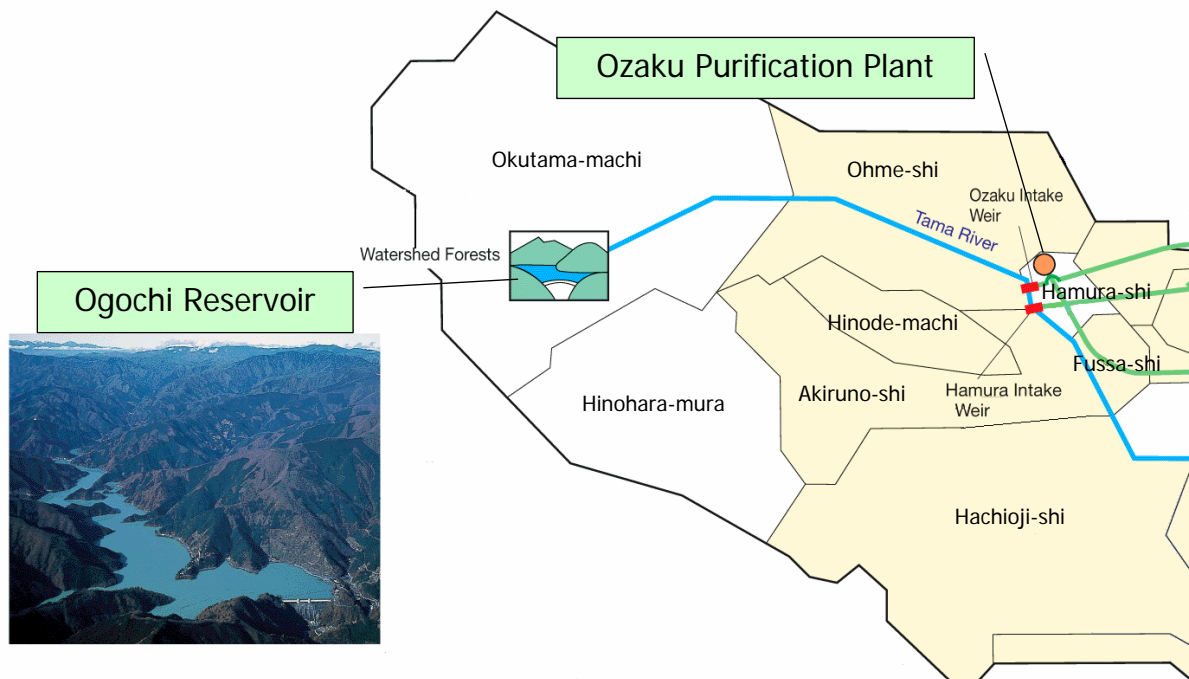 Ozaku Purification Plant
Okutama-machi
Ohme-shi
Ozaku Intake
Weir
Tama River
Watershed Forests
Ogochi Reservoir
Hamura-shi
Hinode-machi
Fussa-shi
Akiruno-shi
Hamura Intake
Weir
Hinohara-mura
Hachioji-shi